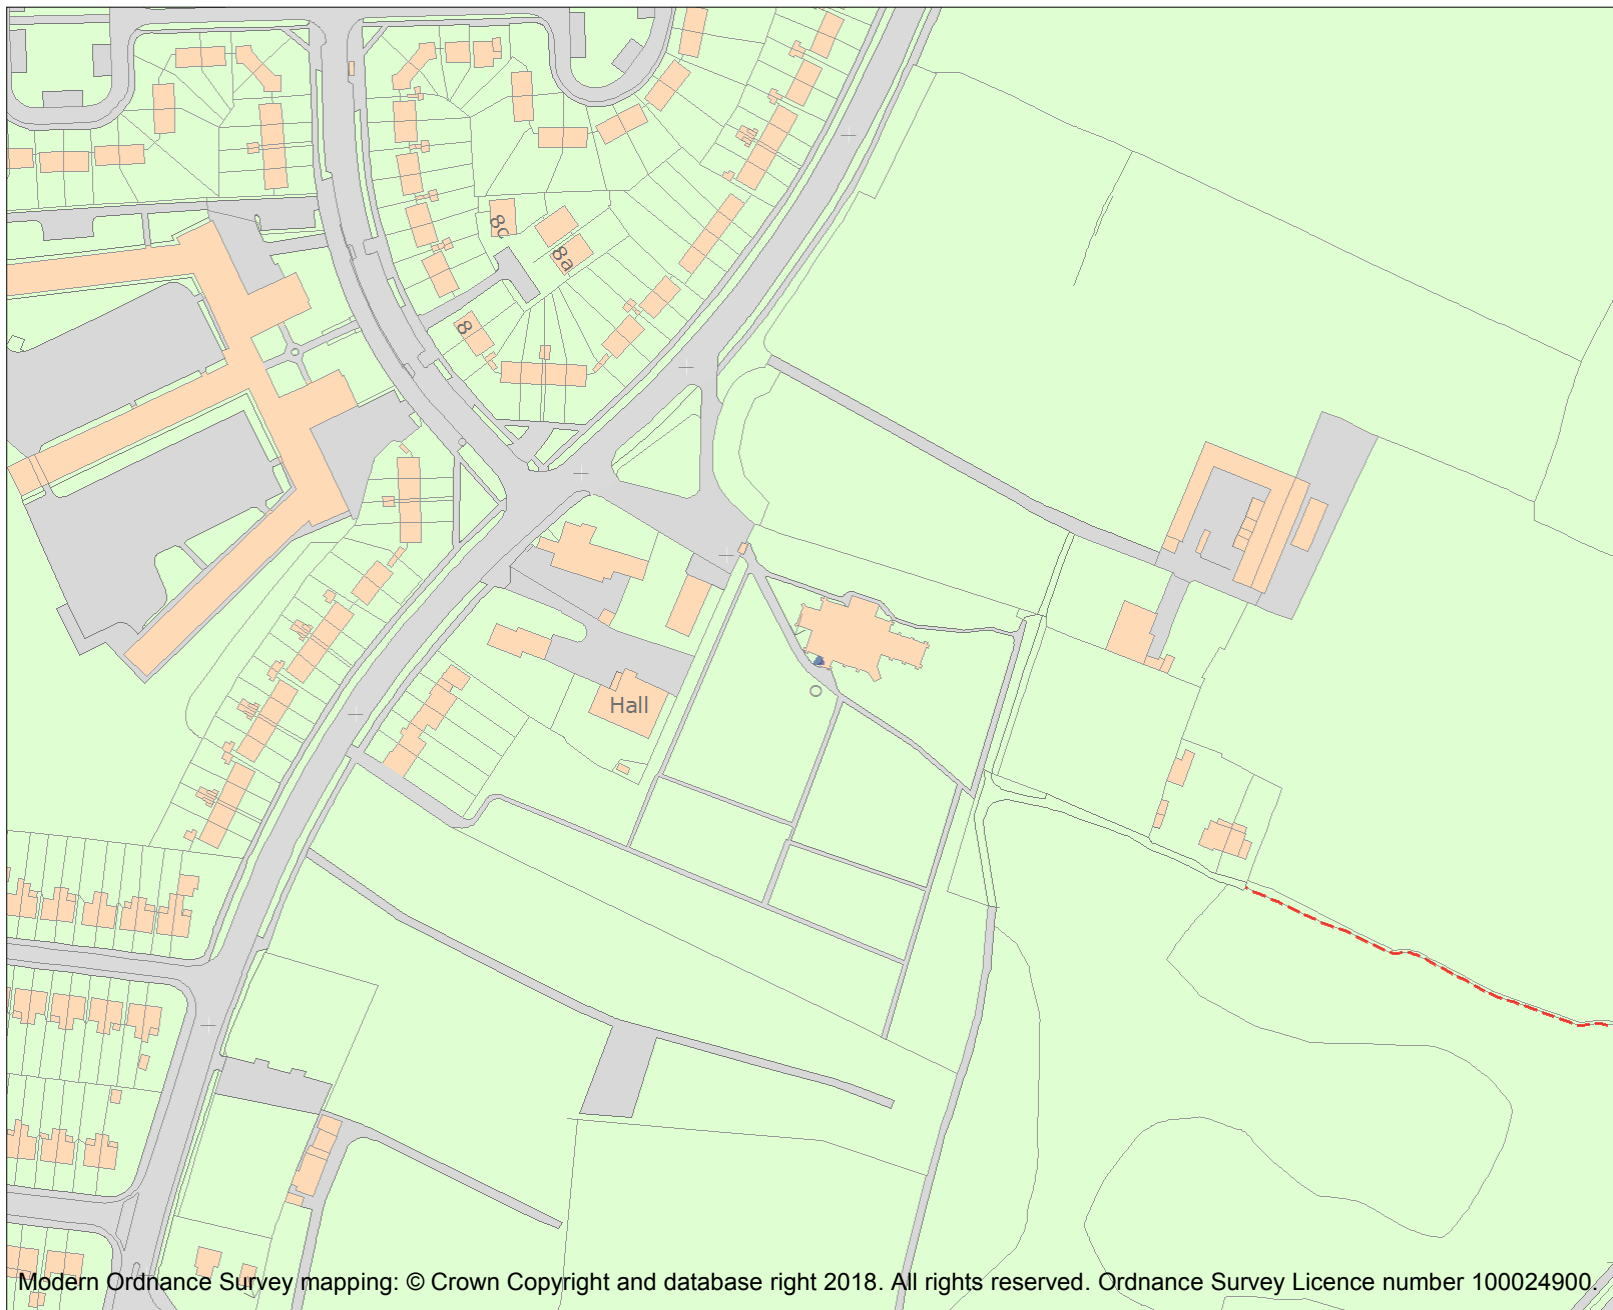 8c
8a
8
Hall
Modern Ordnance Survey mapping: © Crown Copyright and database right 2018. All rights reserved. Ordnance Survey Licence number 100024900.